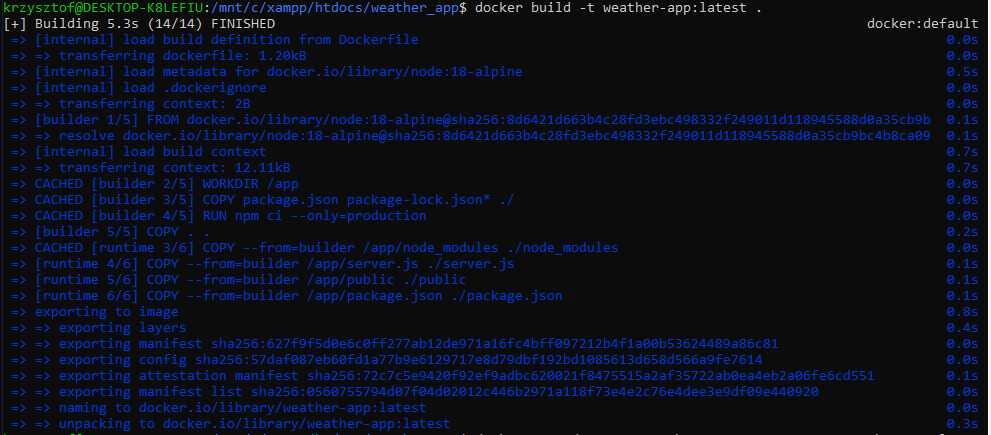 krzysztof@DESKTOP-K8LEFIU:/mnt/c/xampp/htdocs/weather_app$ docker build -t weather-app:latest .
[+] Building 5.3s (14/14) FINISHED docker:default
=> [internal] load build definition from Dockerfile 0.0s
=> => transferring dockerfile: 1.20kB 0.0s
=> [internal] load metadata for docker.io/library/node:18-alpine 0.5s
=> [internal] load .dockerignore 0.0s
=> => transferring context: 2B 0.0s
=> [builder 1/5] FROM docker.io/library/node:18-alpine@sha256:8d6421d663b4c28fd3ebc498332f249011d118945588d0a35cb9b 0.1s
=> => resolve docker.io/library/node:18-alpine@sha256:8d6421d663b4c28fd3ebc498332f249011d118945588d0a35cb9bc4b8ca09 0.1s
=> [internal] load build context 0.7s
=> => transferring context: 12.11kB 0.7s
=> CACHED [builder 2/5] WORKDIR /app 0.0s
=> CACHED [builder 3/5] COPY package.json package-lock.json* ./ 0.0s
=> CACHED [builder 4/5] RUN npm ci --only=production 0.0s
=> [builder 5/5] COPY . . 0.2s
=> CACHED [runtime 3/6] COPY --from=builder /app/node_modules ./node_modules 0.0s
=> [runtime 4/6] COPY --from=builder /app/server.js ./server.js 0.1s
=> [runtime 5/6] COPY --from=builder /app/public ./public 0.1s
=> [runtime 6/6] COPY --from=builder /app/package.json ./package.json 0.1s
=> exporting to image 0.8s
=> => exporting layers 0.4s
=> => exporting manifest sha256:627f9f5d0e6c0ff277ab12de971a16fc4bff097212b4f1a00b53624489a86c81 0.0s
=> => exporting config sha256:57daf087eb60fd1a77b9e6129717e8d79dbf192bd1085613d658d566a9fe7614 0.0s
=> => exporting attestation manifest sha256:72c7c5e9420f92ef9adbc620021f8475515a2af35722ab0ea4eb2a06fe6cd551 0.1s
=> => exporting manifest list sha256:0560755794d07f04d02012c446b2971a118f73e4e2c76e4dee3e9df09e440920 0.0s
=> => naming to docker.io/library/weather-app:latest 0.0s
=> => unpacking to docker.io/library/weather-app:latest 0.3s